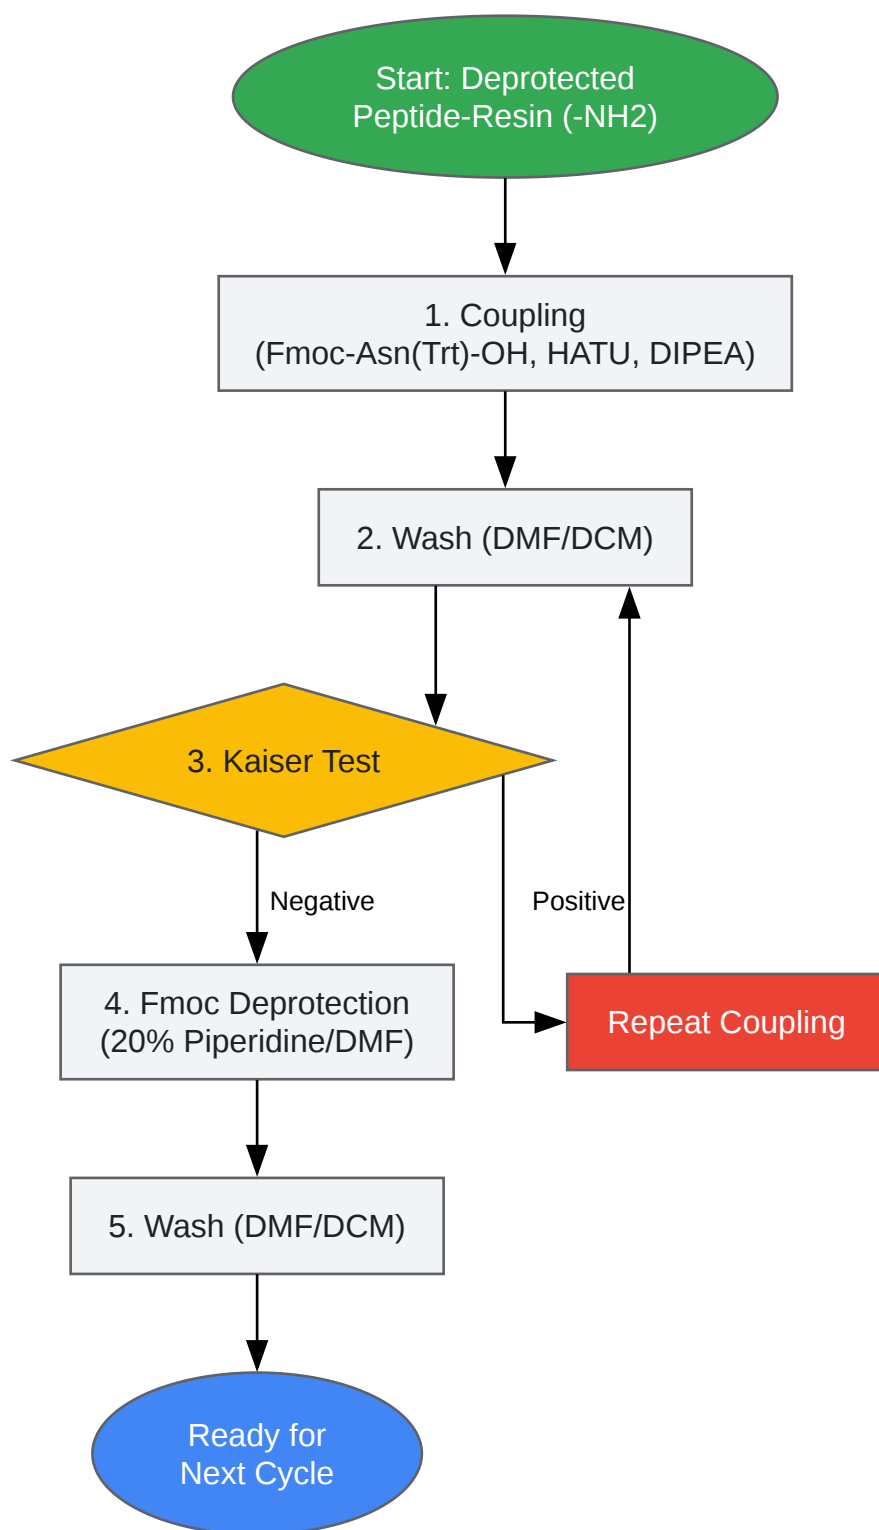 Start: Deprotected
Peptide-Resin (-NH2)
1. Coupling
(Fmoc-Asn(Trt)-OH, HATU, DIPEA)
2. Wash (DMF/DCM)
3. Kaiser Test
Negative
Positive
4. Fmoc Deprotection
(20% Piperidine/DMF)
Repeat Coupling
5. Wash (DMF/DCM)
Ready for
Next Cycle